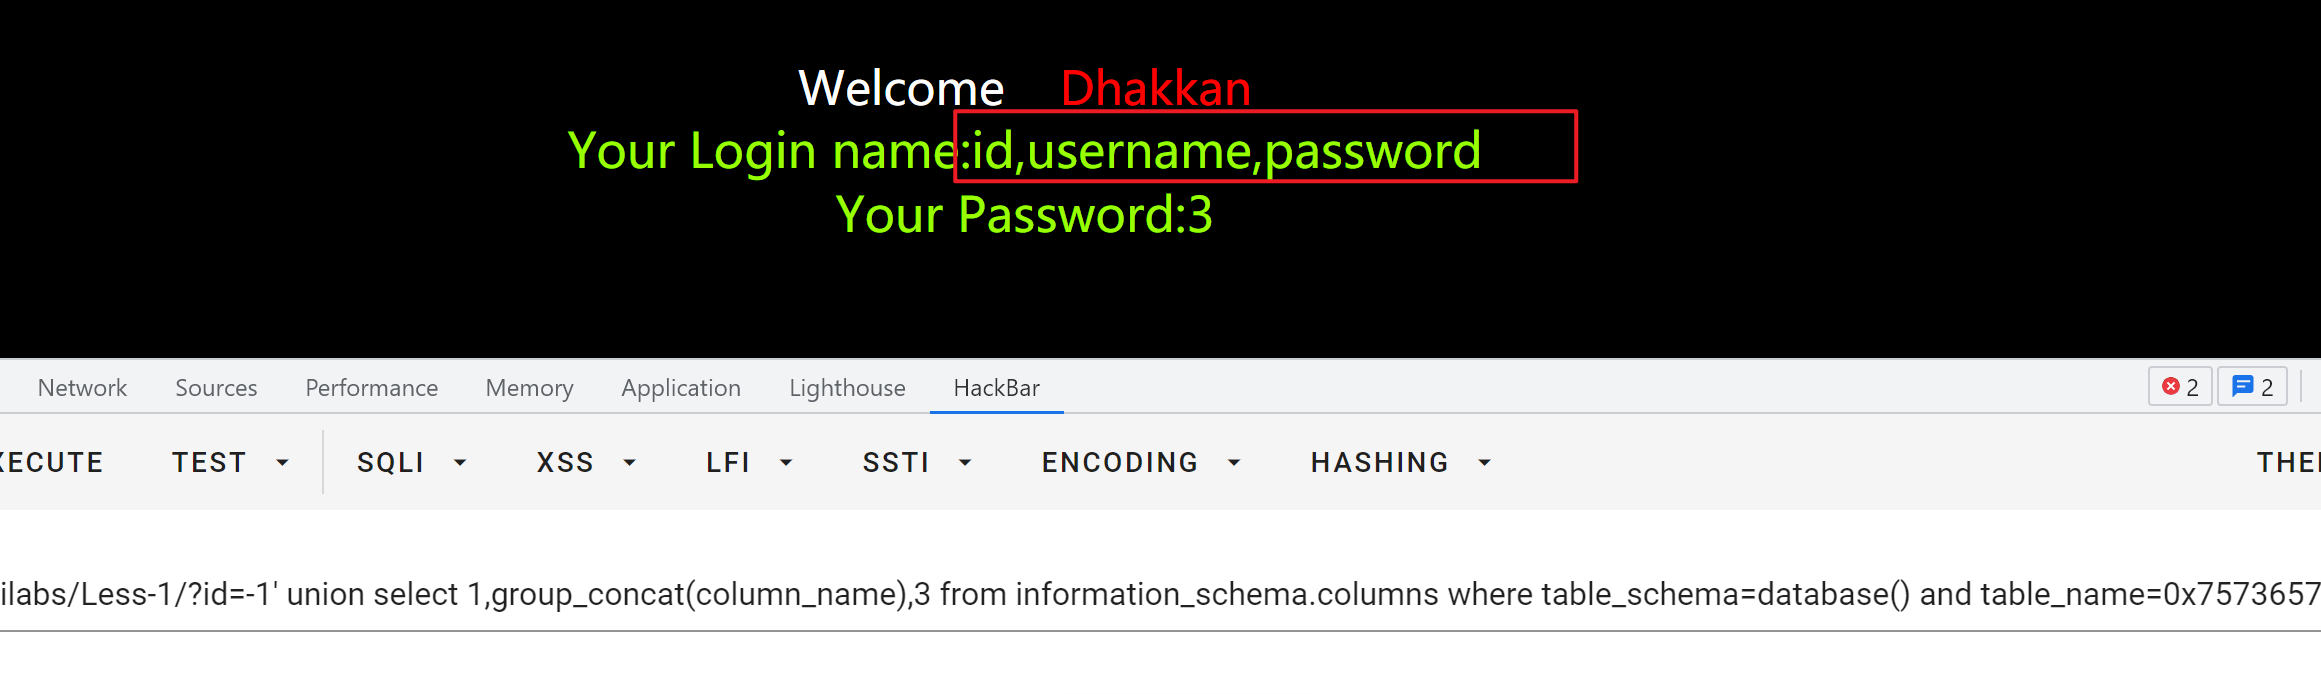 Welcome Dhakkan
Your Login name:id,username,password
Your Password:3
Network Sources Performance Memory Application Lighthouse HackBar 2 2
XECUTE TEST SQLI XSS LFI SSTI ENCODING HASHING THE
ilabs/Less-1/?id=-1' union select 1,group_concat(column_name),3 from information_schema.columns where table_schema=database() and table_name=0x7573657